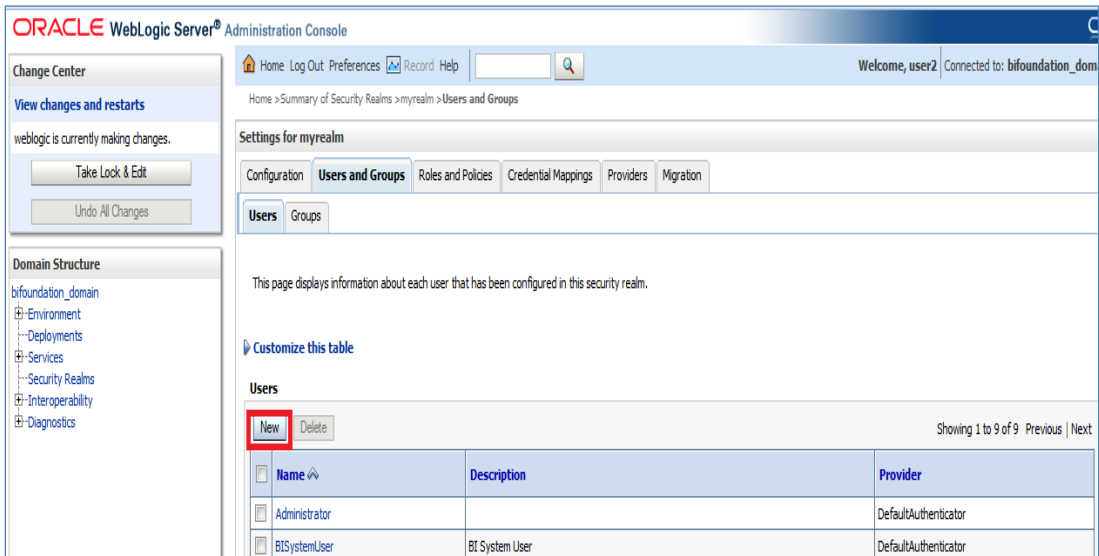 ORACLE WebLogic Server® Administration Console
Change Center
View changes and restarts
weblogic is currently making changes.
Take Lock & Edit
Undo All Changes
Domain Structure
bifoundation_domain
Environment
Deployments
Services
Security Realms
Interoperability
Diagnostics
Home Log Out Preferences Record Help
Welcome, user2 Connected to: bifoundation_dom
Home >Summary of Security Realms >myrealm >Users and Groups
Settings for myrealm
Configuration Users and Groups Roles and Policies Credential Mappings Providers Migration
Users Groups
This page displays information about each user that has been configured in this security realm.
Customize this table
Users
New Delete
Showing 1 to 9 of 9 Previous | Next
Name Description Provider
Administrator DefaultAuthenticator
BISystemUser BI System User DefaultAuthenticator